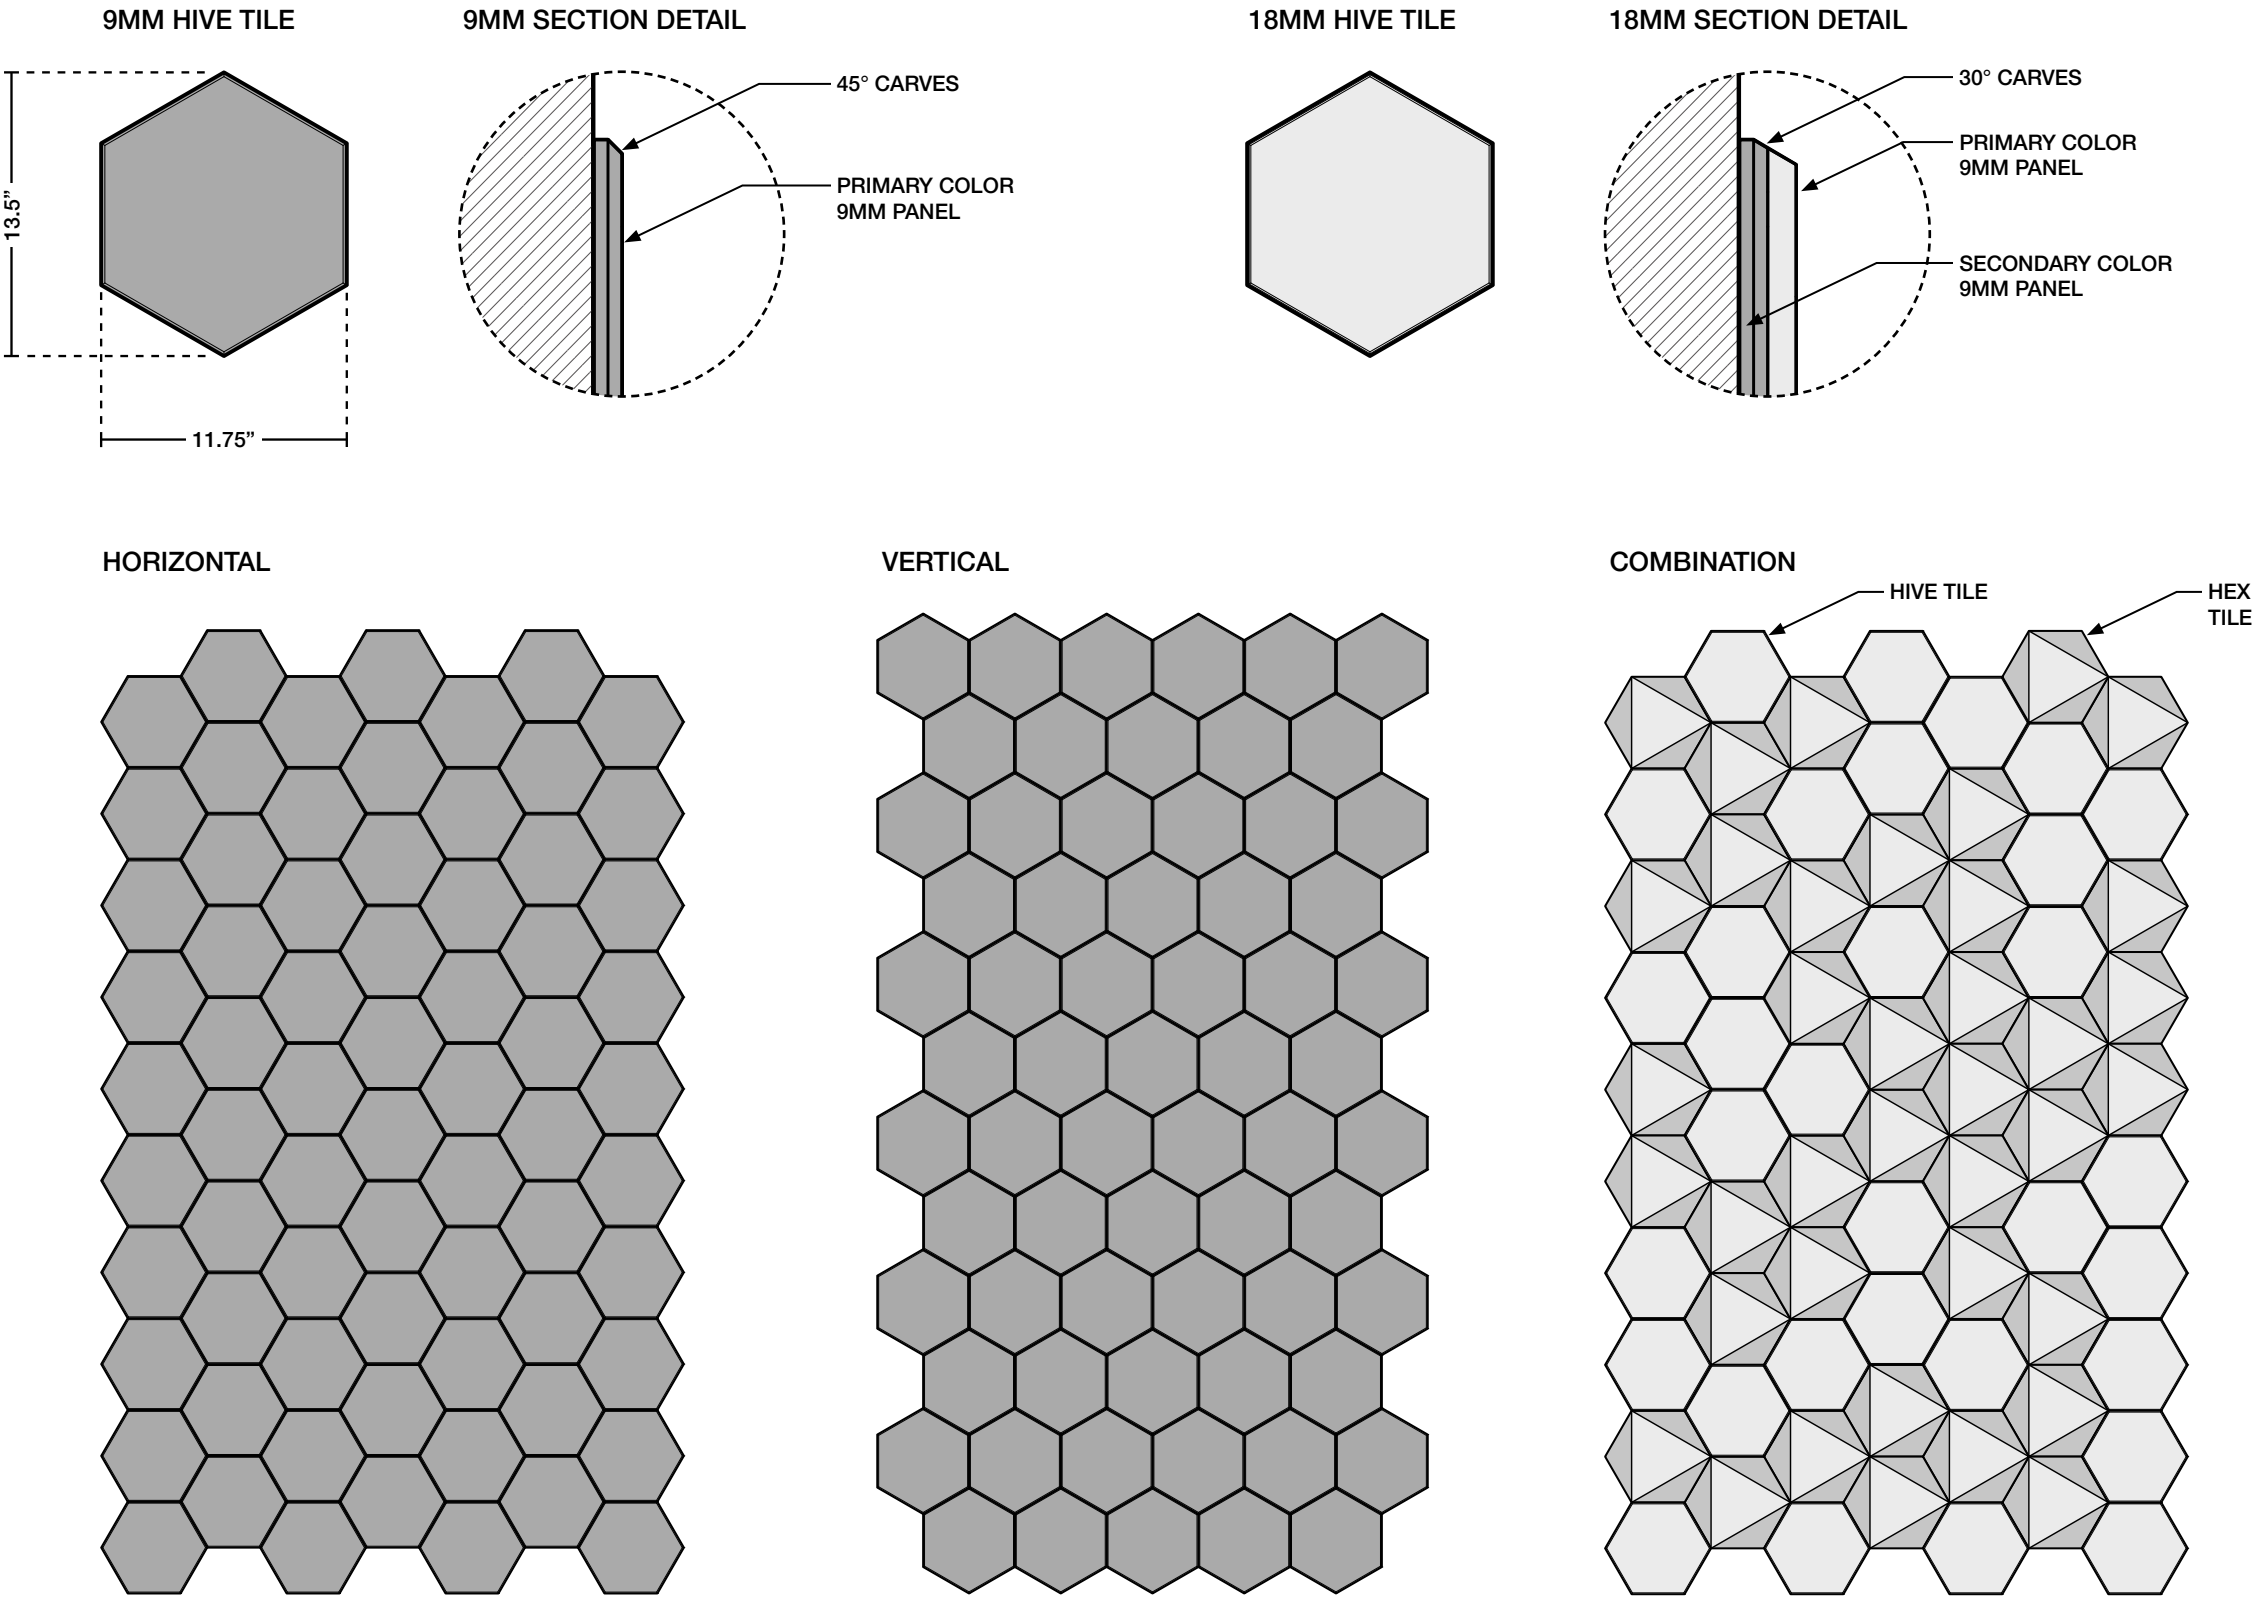 9MM HIVE TILE
9MM SECTION DETAIL
18MM HIVE TILE
18MM SECTION DETAIL
13.5”
11.75”
45° CARVES
PRIMARY COLOR
9MM PANEL
30° CARVES
PRIMARY COLOR
9MM PANEL
SECONDARY COLOR
9MM PANEL
HORIZONTAL
VERTICAL
COMBINATION
HIVE TILE
HEX
TILE